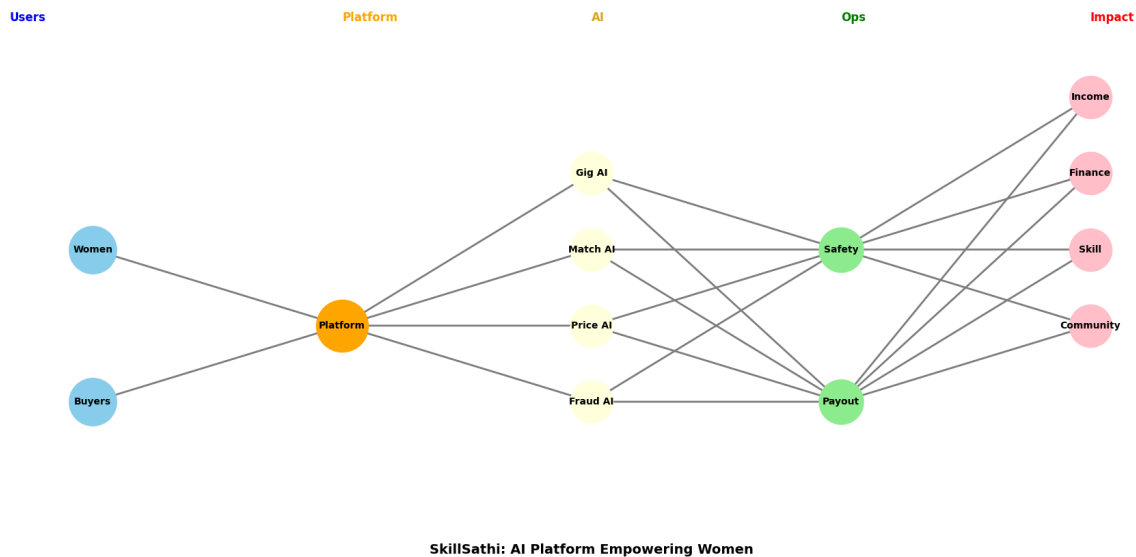 Users
Platform
AI
Ops
Impact
Income
Gig AI
Finance
Women
Match AI
Safety
Skill
Platform
Price AI
Community
Buyers
Fraud AI
Payout
SkillSathi: AI Platform Empowering Women